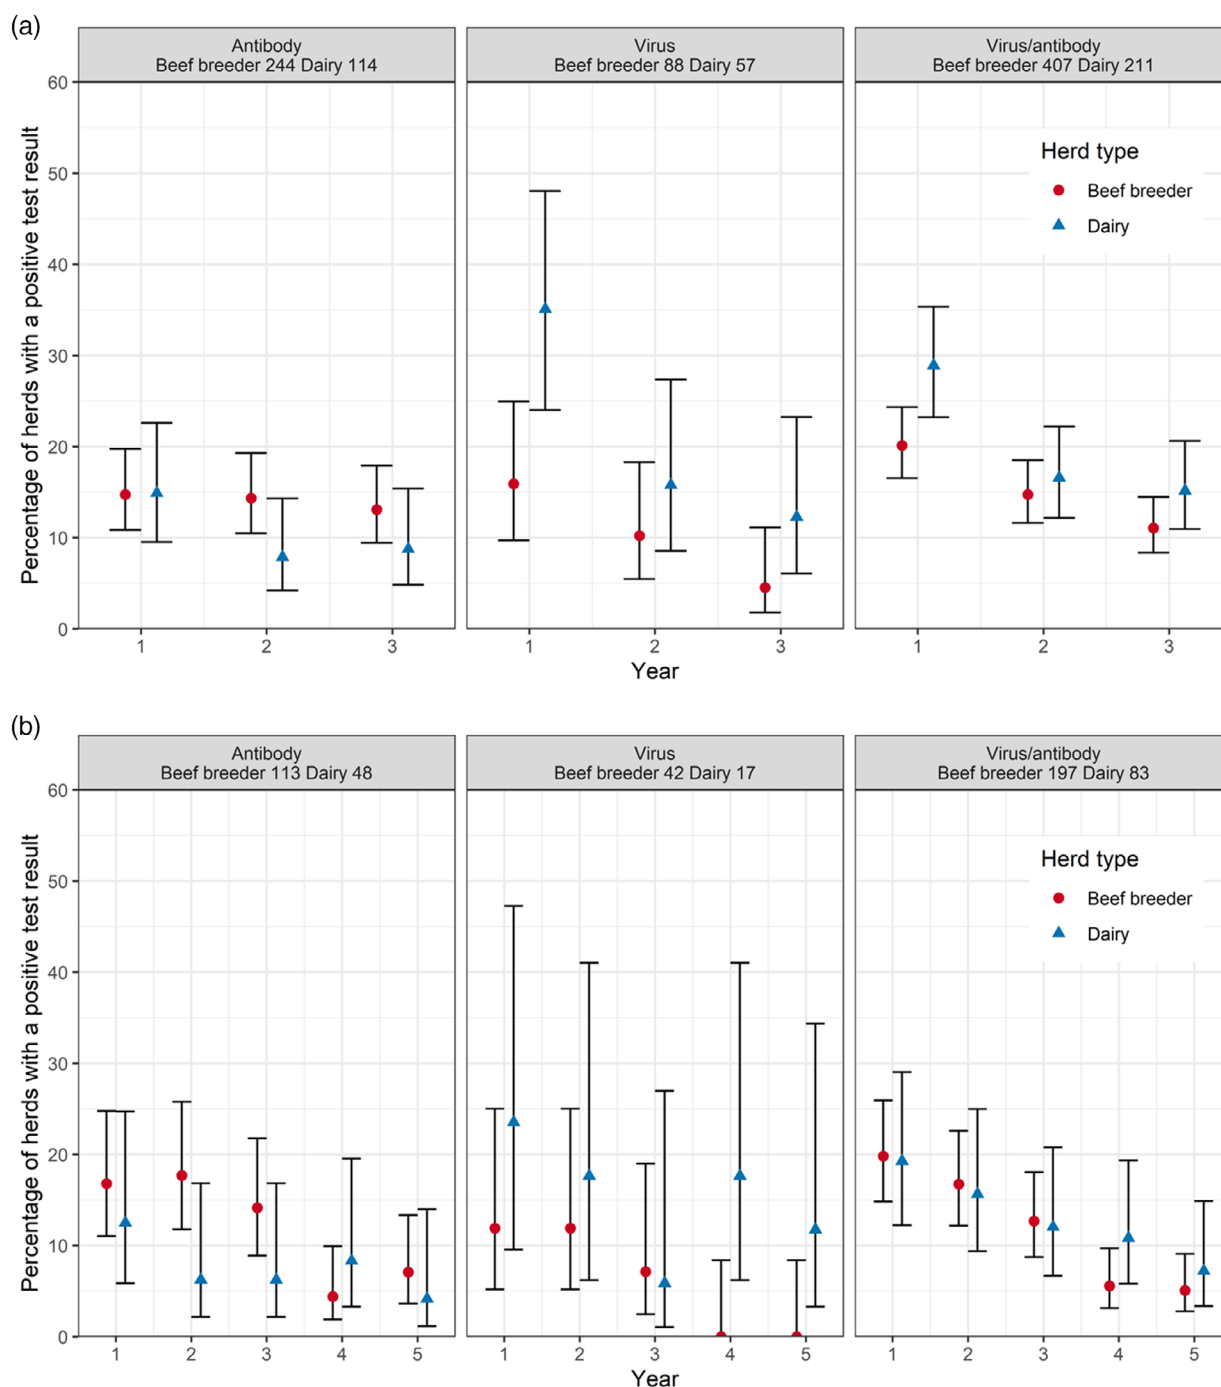 (a)
Antibody
Beef breeder 244 Dairy 114
Virus
Beef breeder 88 Dairy 57
Virus/antibody
Beef breeder 407 Dairy 211
Percentage of herds with a positive test result
60
50
40
30
20
10
0
Herd type
Beef breeder
Dairy
1 2 3
1 2 3
1 2 3
Year
(b)
Antibody
Beef breeder 113 Dairy 48
Virus
Beef breeder 42 Dairy 17
Virus/antibody
Beef breeder 197 Dairy 83
Percentage of herds with a positive test result
60
50
40
30
20
10
0
Herd type
Beef breeder
Dairy
1 2 3 4 5
1 2 3 4 5
1 2 3 4 5
Year